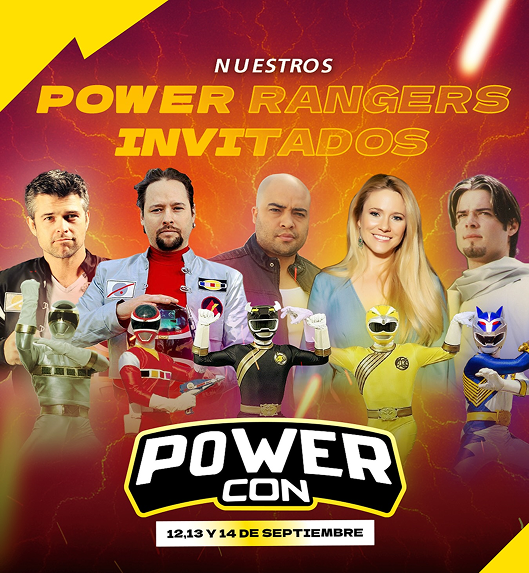 NUESTROS
POWER RANGERS
INVITADOS
POWER
CON
12,13 Y 14 DE SEPTIEMBRE